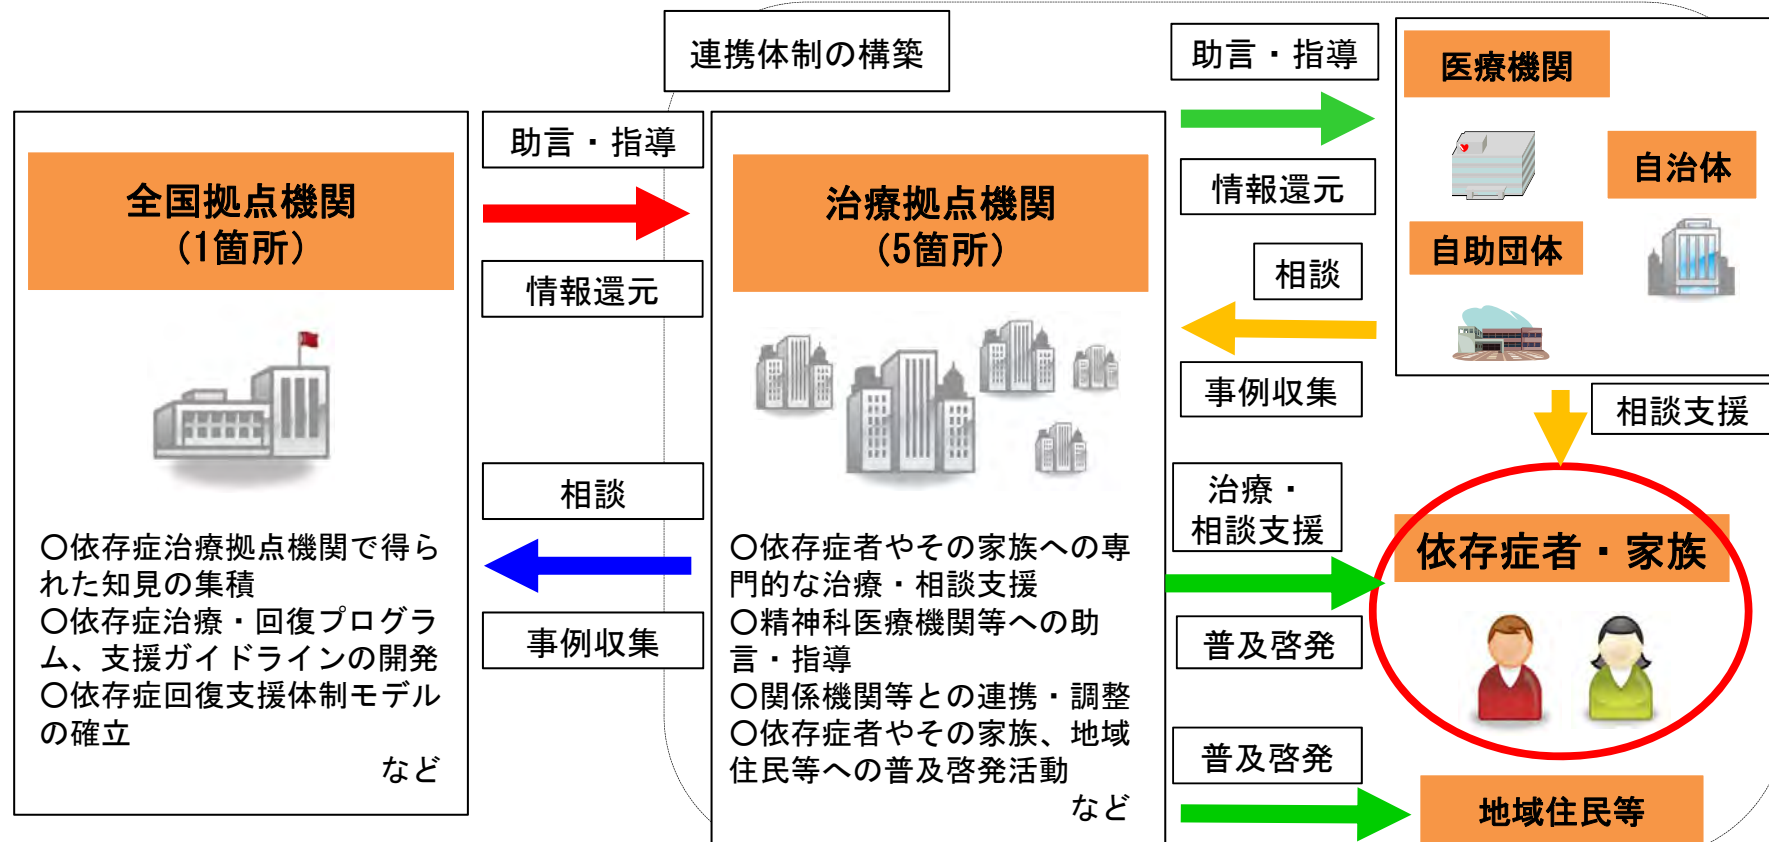 連携体制の構築
全国拠点機関
(1箇所)
〇依存症治療拠点機関で得ら
れた知見の集積
〇依存症治療・回復プログラ
ム、支援ガイドラインの開発
〇依存症回復支援体制モデル
の確立
など
助言・指導
情報還元
相談
事例収集
治療拠点機関
(5箇所)
〇依存症者やその家族への専
門的な治療・相談支援
〇精神科医療機関等への助
言・指導
〇関係機関等との連携・調整
〇依存症者やその家族、地域
住民等への普及啓発活動
など
助言・指導
情報還元
相談
事例収集
治療・
相談支援
普及啓発
普及啓発
医療機関
自治体
自助団体
相談支援
依存症者・家族
地域住民等